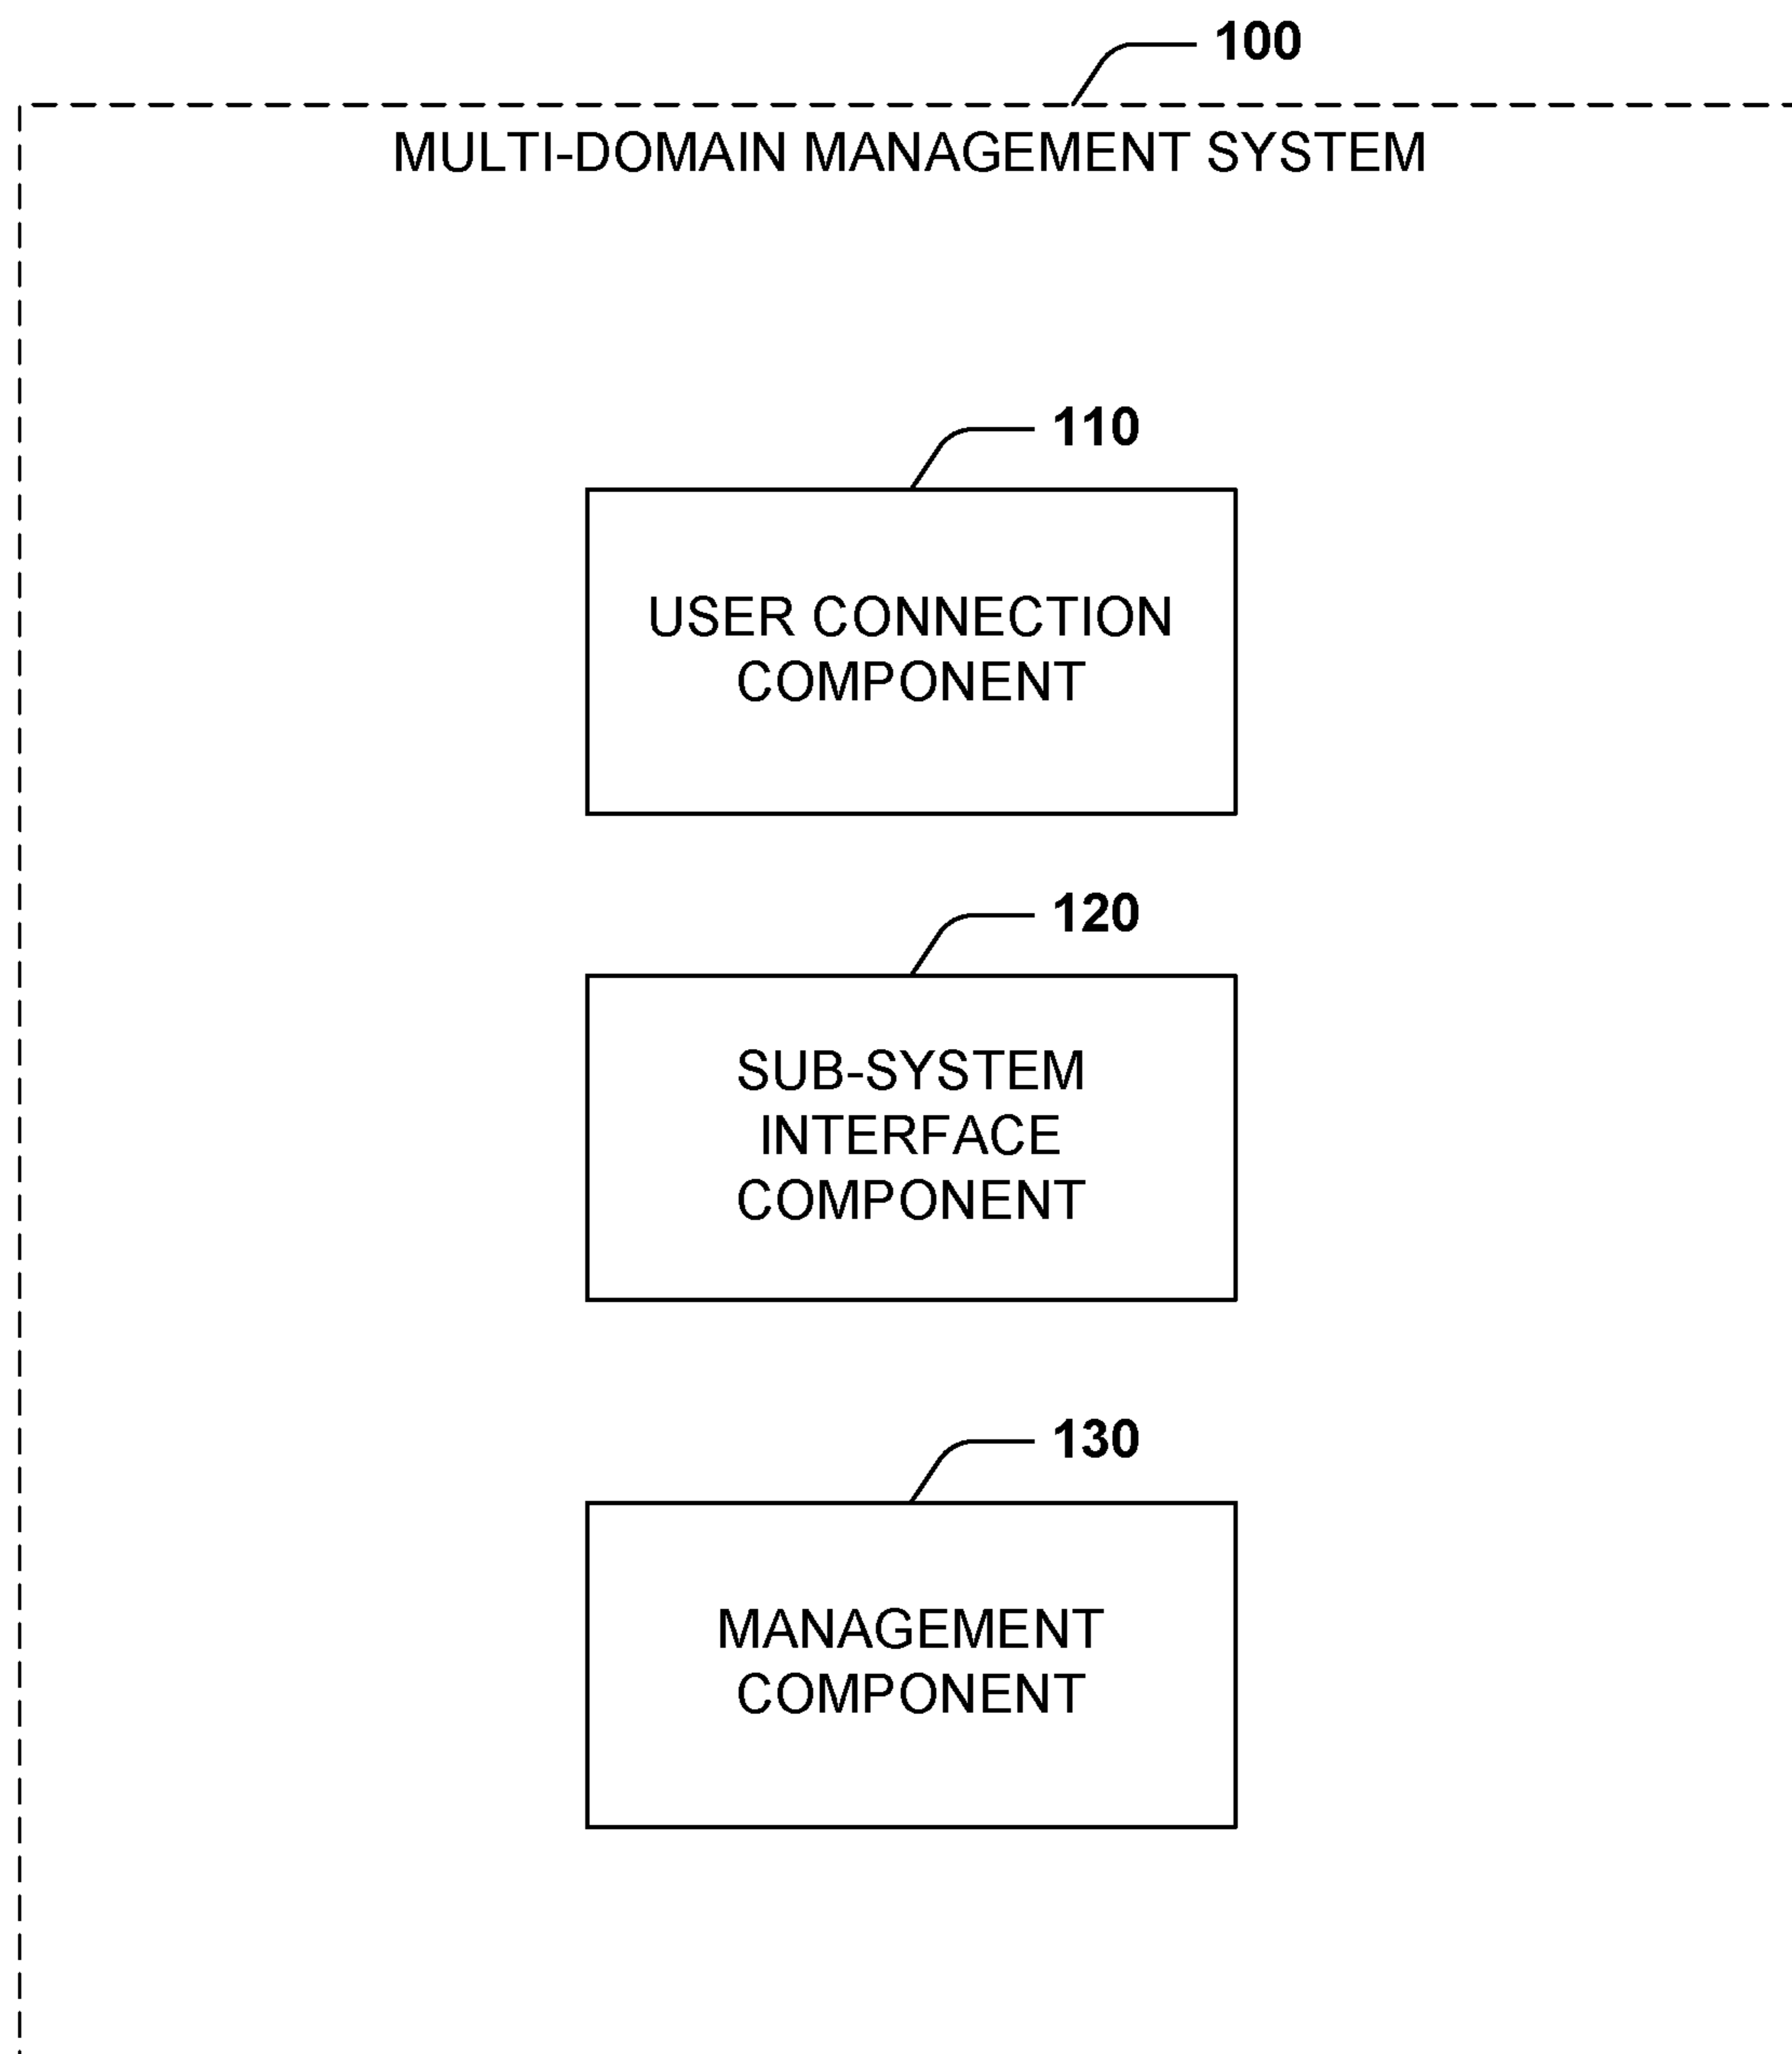 100
MULTI-DOMAIN MANAGEMENT SYSTEM
110
USER CONNECTION
COMPONENT
120
SUB-SYSTEM
INTERFACE
COMPONENT
130
MANAGEMENT
COMPONENT